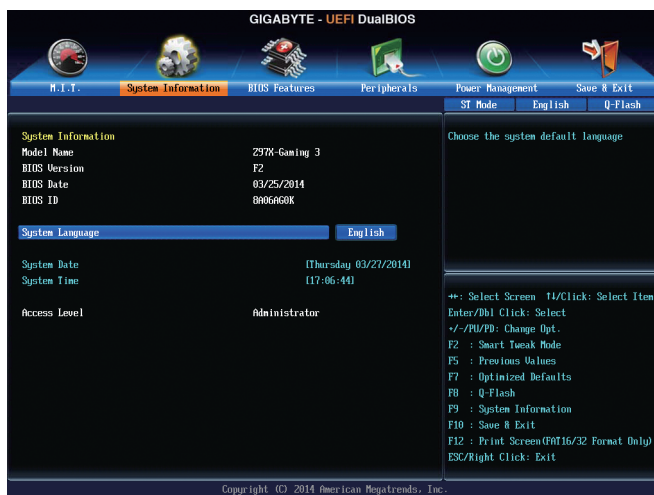 GIGABYTE - UEFI DualBIOS
M.I.T.
System Information
BIOS Features
Peripherals
Power Management
Save & Exit
ST Mode
English
Q-Flash
System Information
Model Name Z97X-Gaming 3
BIOS Version F2
BIOS Date 03/25/2014
BIOS ID 8A06AG0K
System Language English
System Date [Thursday 03/27/2014]
System Time [17:06:44]
Access Level Administrator
Choose the system default language
→←: Select Screen ↑↓/Click: Select Item
Enter/Dbl Click: Select
+/-/PU/PD: Change Opt.
F2 : Smart Tweak Mode
F5 : Previous Values
F7 : Optimized Defaults
F8 : Q-Flash
F9 : System Information
F10 : Save & Exit
F12 : Print Screen(FAT16/32 Format Only)
ESC/Right Click: Exit
Copyright (C) 2014 American Megatrends, Inc.